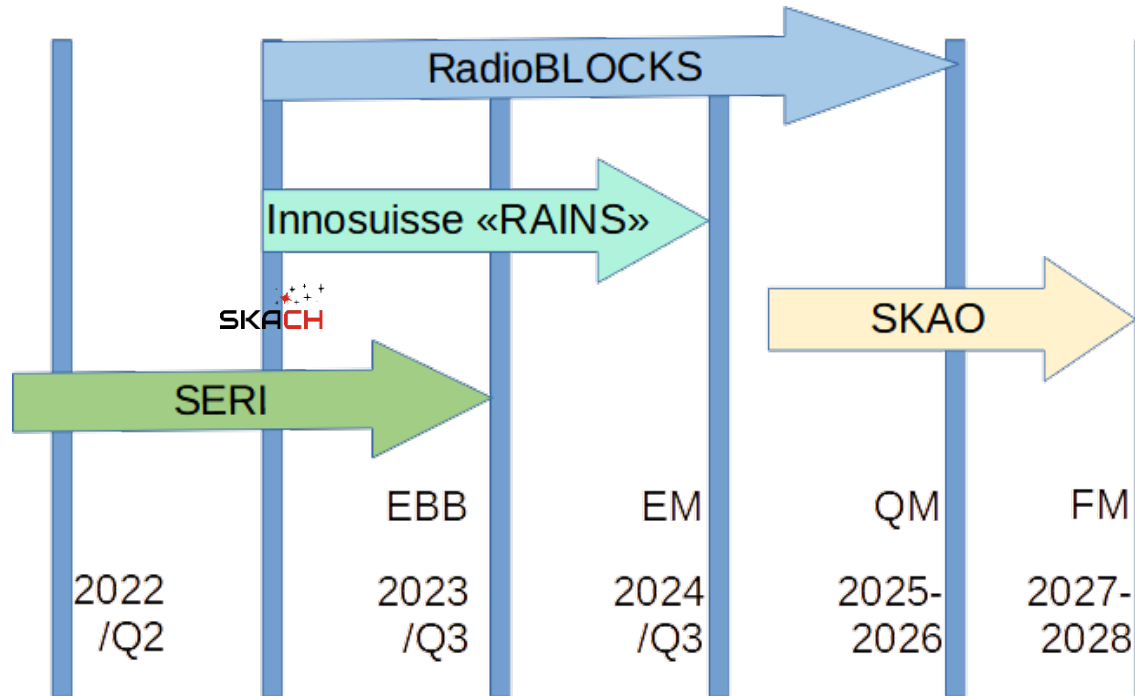 RadioBLOCKS
Innosuisse «RAINS»
SKACH
SKAO
SERI
EBB
EM
QM
FM
2022
/Q2
2023
/Q3
2024
/Q3
2025-
2026
2027-
2028